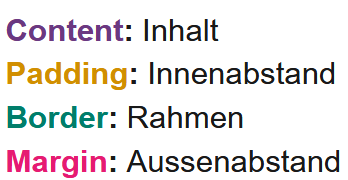 Content: Inhalt
Padding: Innenabstand
Border: Rahmen
Margin: Aussenabstand